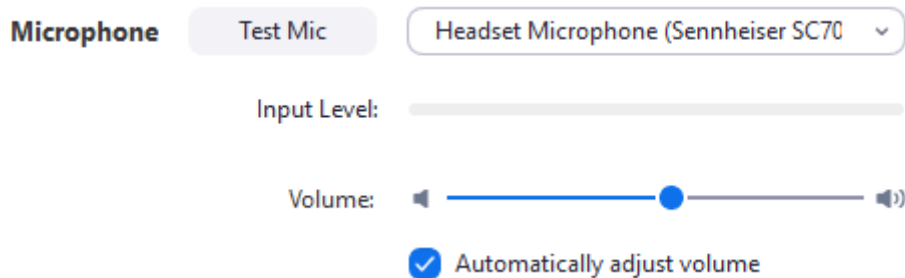 Microphone Test Mic Headset Microphone (Sennheiser SC70
Input Level:
Volume:
Automatically adjust volume